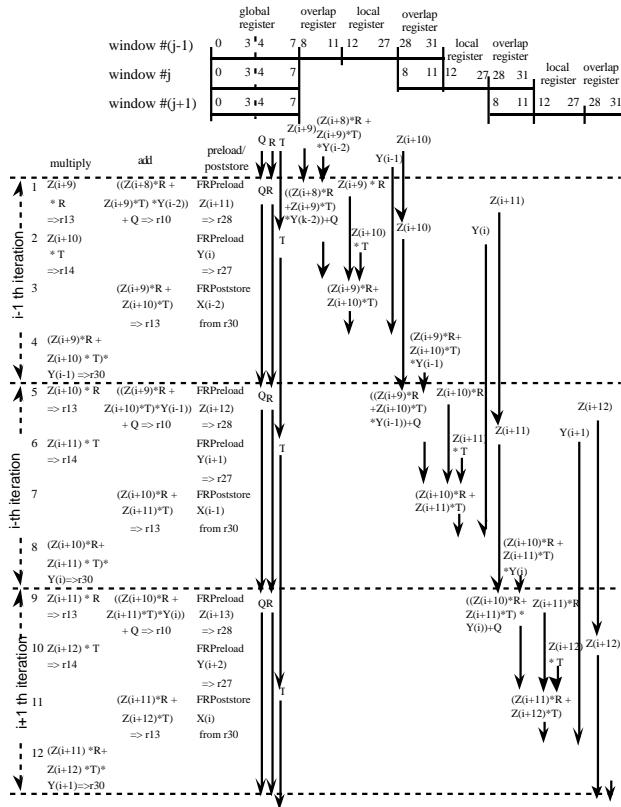 global register
overlap register
local register
overlap register
window #(j-1) 0 3 4 7 8 11 12 27 28 31
local register
overlap register
window #j 0 3 4 7 8 11 12 27 28 31
local register
overlap register
window #(j+1) 0 3 4 7 8 11 12 27 28 31
multiply add preload/ poststore
Q R T Z(i+9) (Z(i+8)*R + Z(i+9)*T) *Y(i-2) Y(i-1) Z(i+10)
i-1 th iteration
1 Z(i+9) ((Z(i+8)*R + FRPreload
* R Z(i+9)*T) *Y(i-2)) Z(i+11)
=>r13 + Q => r10 => r28
2 Z(i+10) FRPreload
* T Y(i)
=>r14 => r27
3 (Z(i+9)*R + FRPoststore
Z(i+10)*T) X(i-2)
=> r13 from r30
4 (Z(i+9)*R +
Z(i+10) * T)*
Y(i-1) =>r30
QR ((Z(i+8)*R +Z(i+9)*T) *Y(k-2))+Q Z(i+9) * R
T Z(i+10) * T Z(i+10) Y(i) Z(i+11)
(Z(i+9)*R+ Z(i+10)*T)
(Z(i+9)*R+ Z(i+10)*T) *Y(i-1)
i-th iteration
5 Z(i+10) * R ((Z(i+9)*R + FRPreload
=> r13 Z(i+10)*T)*Y(i-1)) Z(i+12)
+ Q => r10 => r28
6 Z(i+11) * T FRPreload
=> r14 Y(i+1)
=> r27
7 (Z(i+10)*R + FRPoststore
Z(i+11)*T) X(i-1)
=> r13 from r30
8 (Z(i+10)*R+
Z(i+11) * T)*
Y(i)=>r30
QR ((Z(i+9)*R +Z(i+10)*T) *Y(i-1))+Q Z(i+10)*R
T Z(i+11) * T Z(i+11) Y(i+1) Z(i+12)
(Z(i+10)*R + Z(i+11)*T)
(Z(i+10)*R + Z(i+11)*T) *Y(i)
i+1 th iteration
9 Z(i+11) * R ((Z(i+10)*R + FRPreload
=> r13 Z(i+11)*T)*Y(i)) Z(i+13)
+ Q => r10 => r28
10 Z(i+12) * T FRPreload
=> r14 Y(i+2)
=> r27
11 (Z(i+11)*R + FRPoststore
Z(i+12)*T) X(i)
=> r13 from r30
12 (Z(i+11) *R+
Z(i+12) *T)*
Y(i+1)=>r30
QR ((Z(i+10)*R+ Z(i+11)*T) * Y(i))+Q Z(i+11)*R
T Z(i+12) * T Z(i+12)
(Z(i+11)*R + Z(i+12)*T)